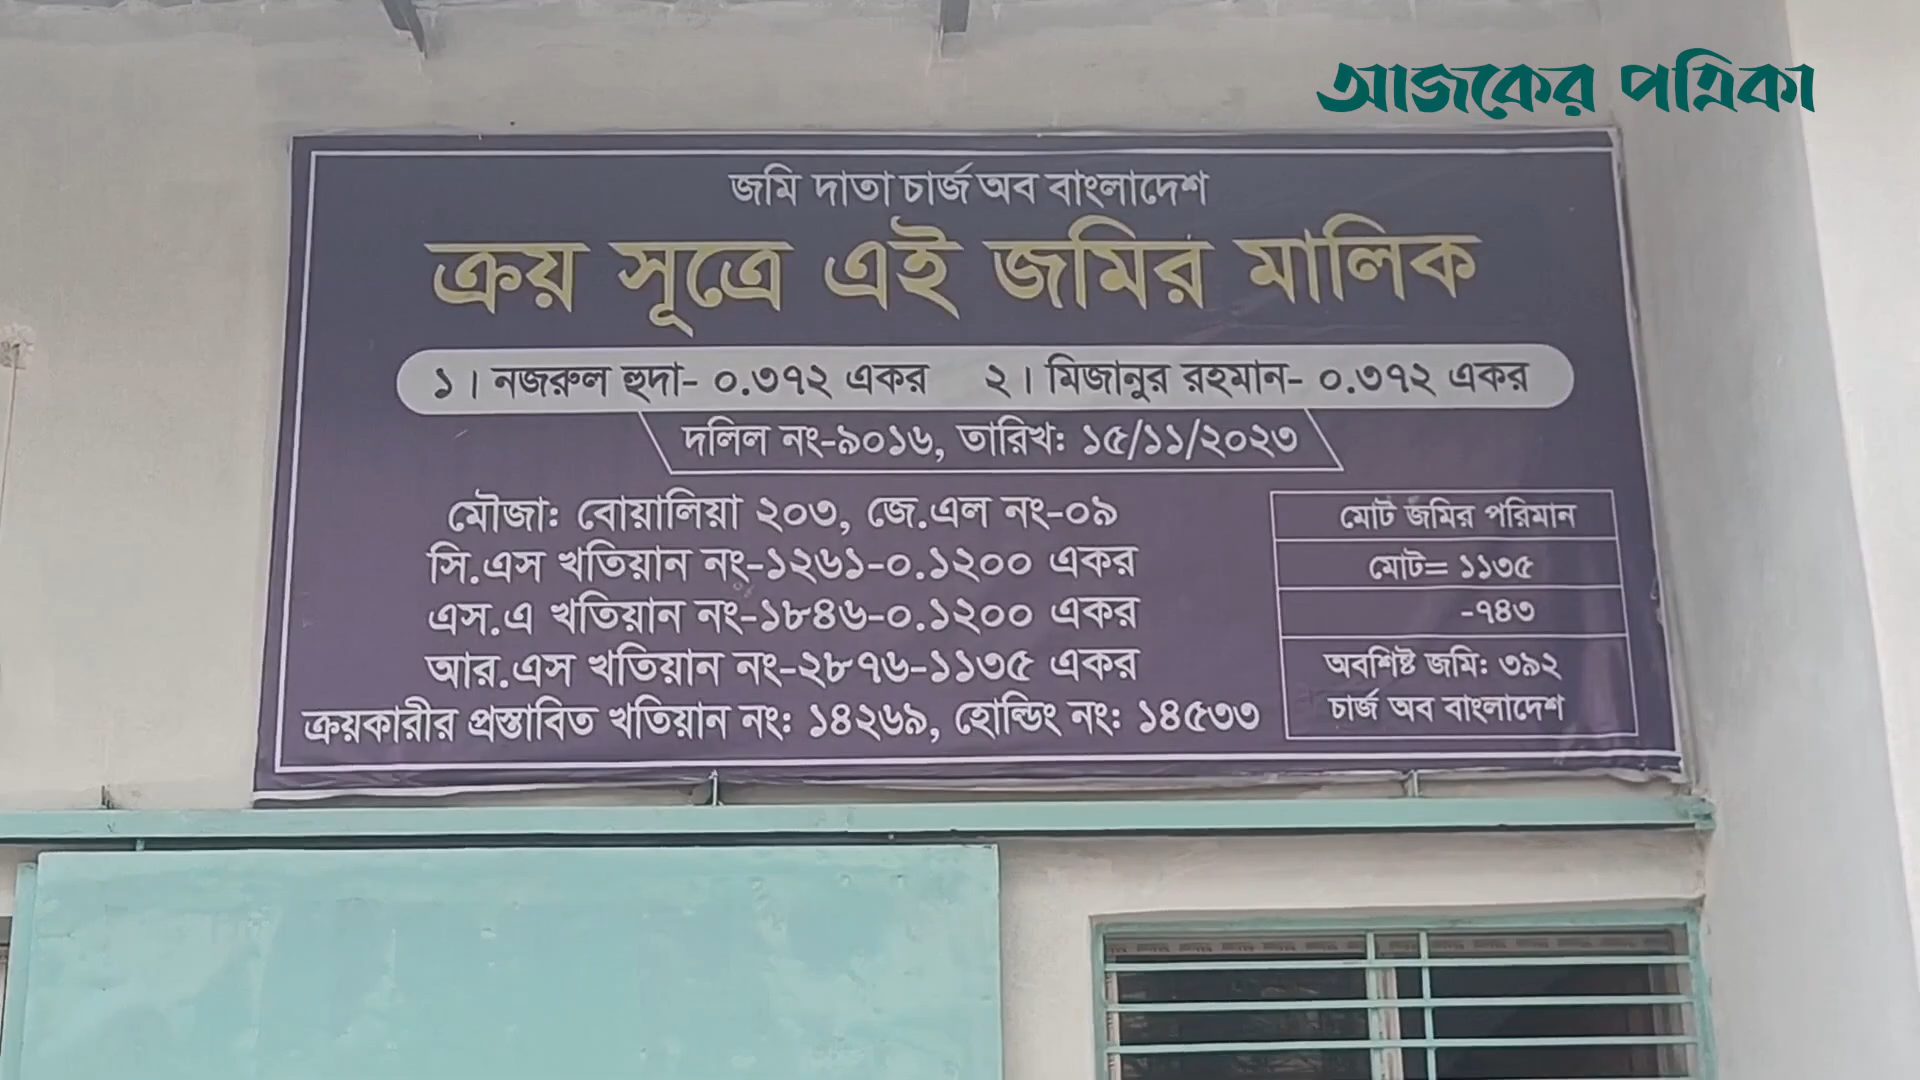 আজকের পত্রিকা
জমি দাতা চার্জ অব বাংলাদেশ
ক্রয় সূত্রে এই জমির মালিক
১। নজরুল হুদা- ০.৩৭২ একর ২। মিজানুর রহমান- ০.৩৭২ একর
দলিল নং-৯০১৬, তারিখ: ১৫/১১/২০২৩
মৌজা: বোয়ালিয়া ২০৩, জে.এল নং-০৯
সি.এস খতিয়ান নং-১২৬১-০.১২০০ একর
এস.এ খতিয়ান নং-১৮৪৬-০.১২০০ একর
আর.এস খতিয়ান নং-২৮৭৬-১১৩৫ একর
ক্রয়কারীর প্রস্তাবিত খতিয়ান নং: ১৪২৬৯, হোল্ডিং নং: ১৪৫৩৩
মোট জমির পরিমান
মোট= ১১৩৫
-৭৪৩
অবশিষ্ট জমি: ৩৯২
চার্জ অব বাংলাদেশ